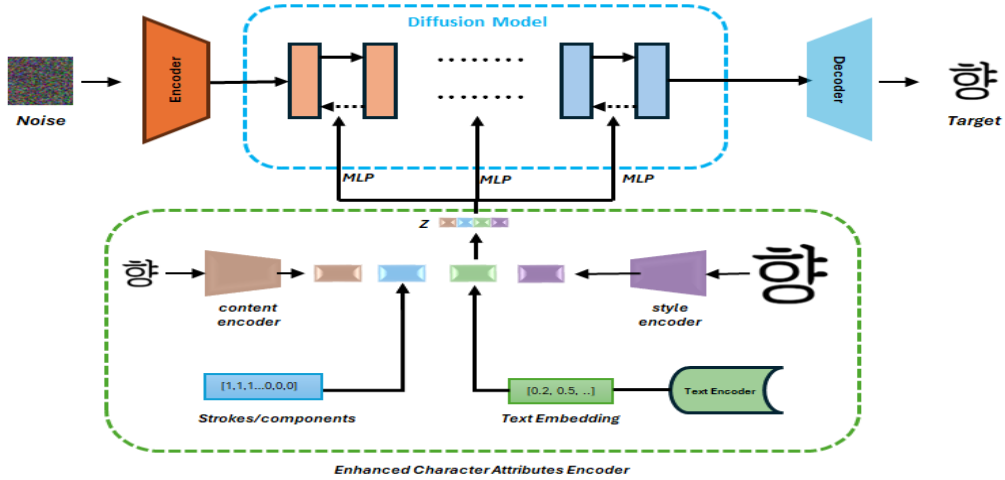 Diffusion Model
Encoder
Decoder
Noise
향
Target
MLP
MLP
MLP
Z
향
향
content
encoder
style
encoder
[1,1,1...0,0,0]
[0.2, 0.5, ..]
Text Encoder
Strokes/components
Text Embedding
Enhanced Character Attributes Encoder